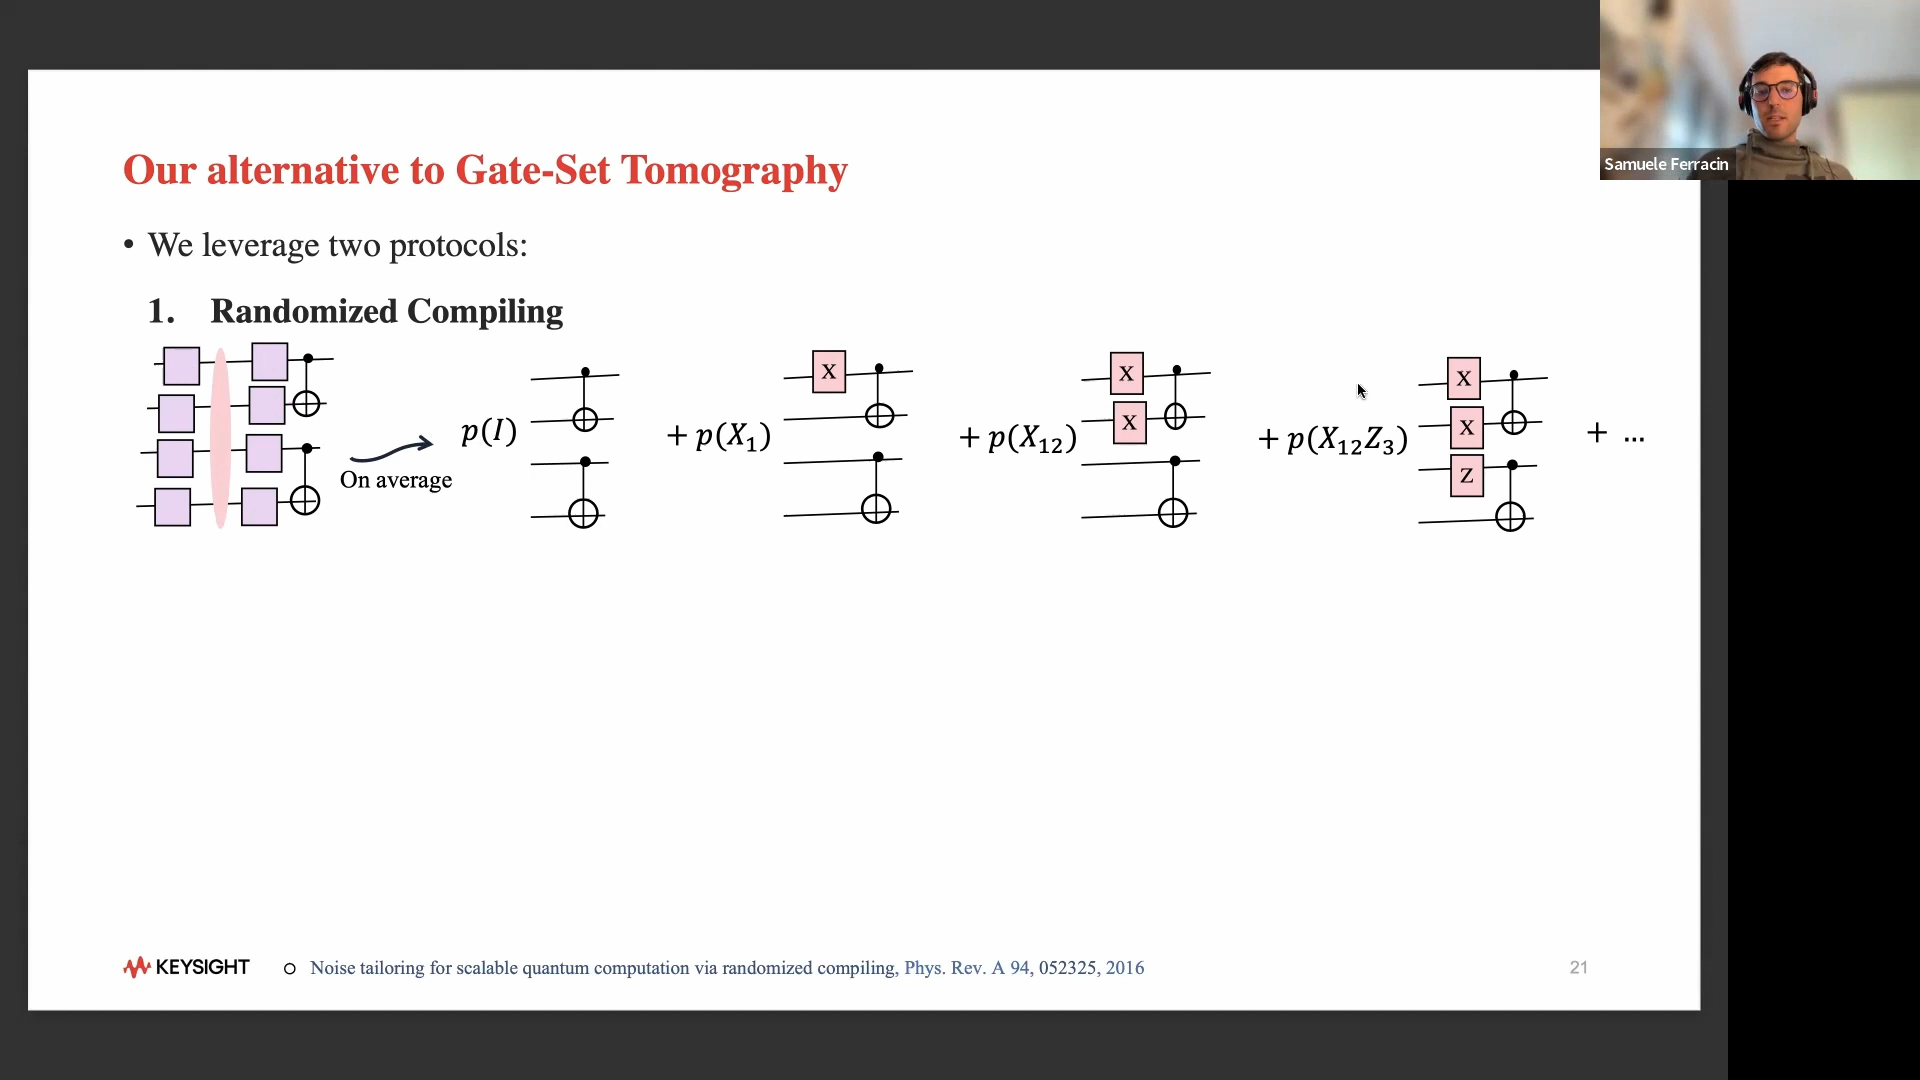 Samuele Ferracin
Our alternative to Gate-Set Tomography
• We leverage two protocols:
1. Randomized Compiling
On average
p(I)
+ p(X₁)
X
+ p(X₁₂)
X
X
+ p(X₁₂Z₃)
X
X
Z
+ ...
KEYSIGHT
Noise tailoring for scalable quantum computation via randomized compiling, Phys. Rev. A 94, 052325, 2016
21